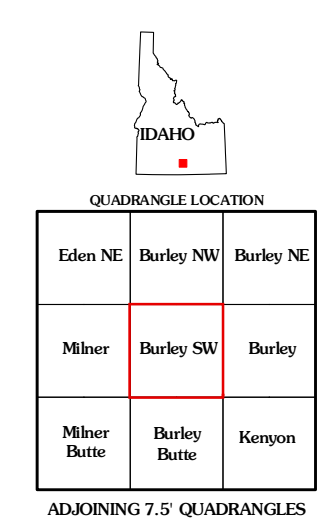 IDAHO
QUADRANGLE LOCATION
Eden NE Burley NW Burley NE
Milner Burley SW Burley
Milner Butte Burley Butte Kenyon
ADJOINING 7.5' QUADRANGLES